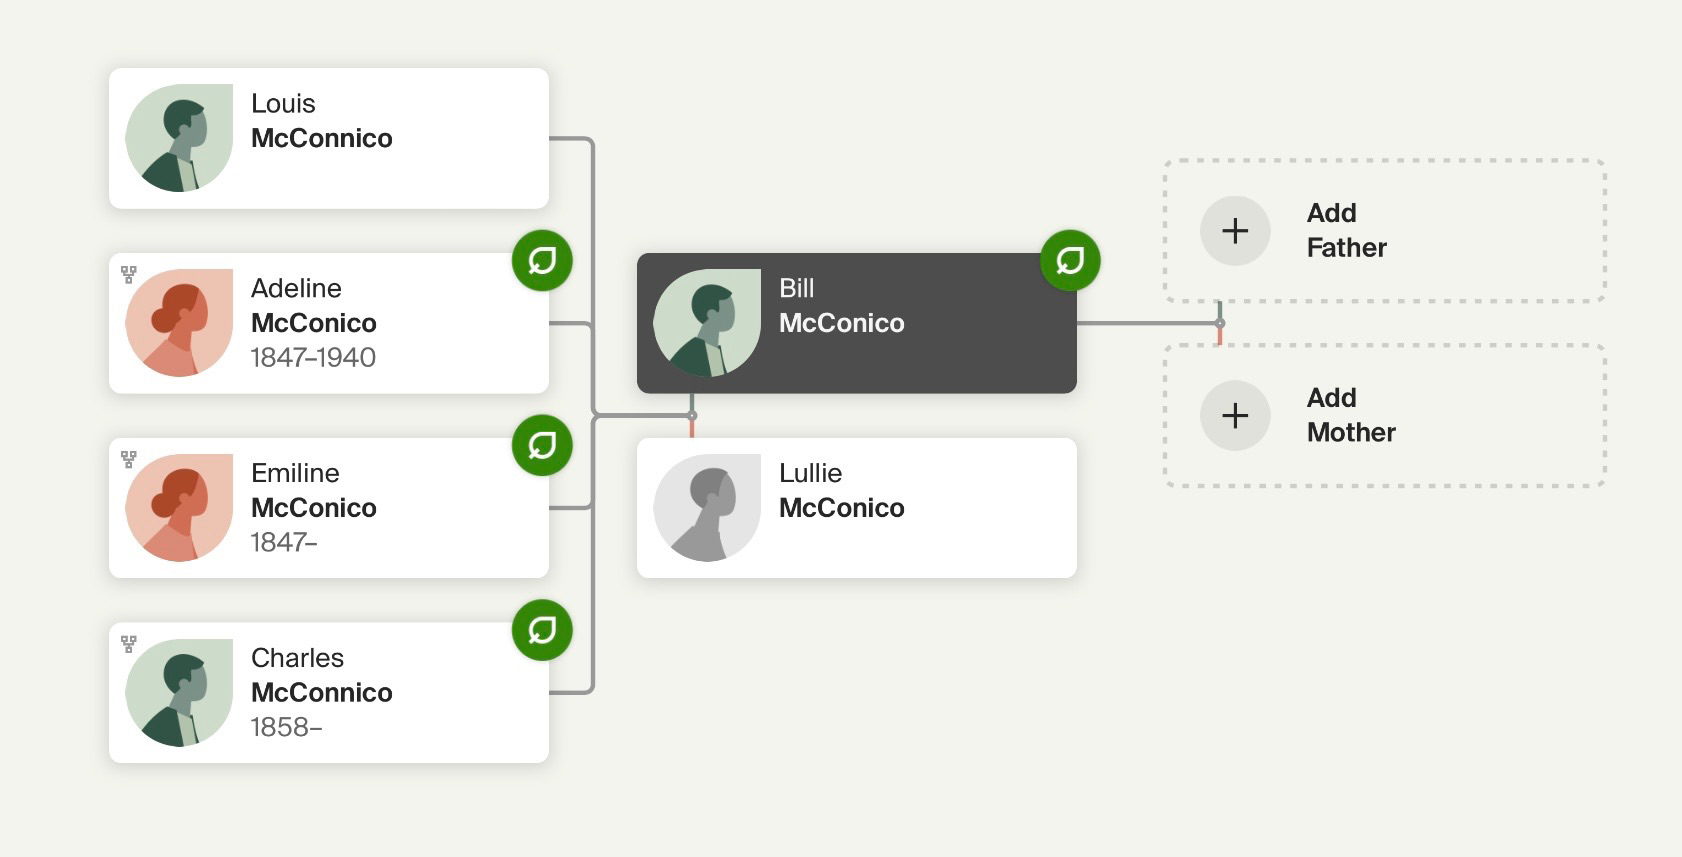 Louis
McConnico
Adeline
McConico
1847–1940
Emiline
McConico
1847–
Charles
McConnico
1858–
Bill
McConico
Lullie
McConico
Add
Father
Add
Mother